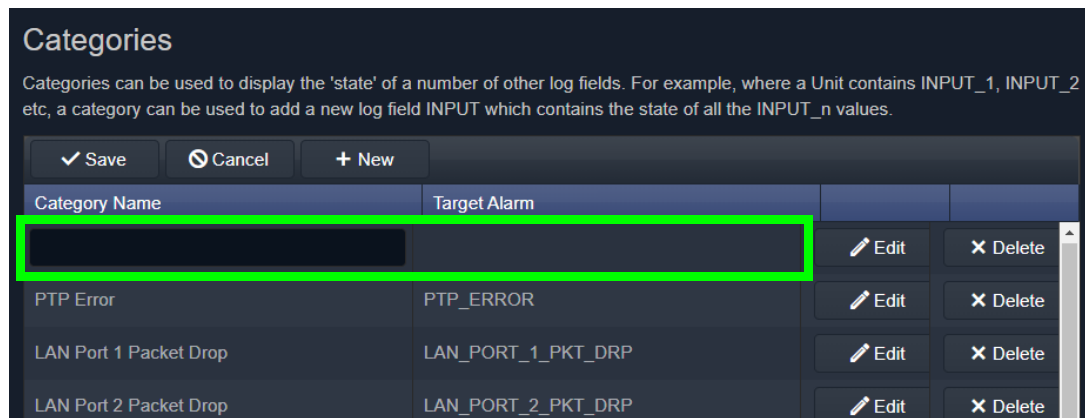 Categories
Categories can be used to display the 'state' of a number of other log fields. For example, where a Unit contains INPUT_1, INPUT_2
etc, a category can be used to add a new log field INPUT which contains the state of all the INPUT_n values.
Save Cancel + New
Category Name Target Alarm
Edit Delete
PTP Error PTP_ERROR Edit Delete
LAN Port 1 Packet Drop LAN_PORT_1_PKT_DRP Edit Delete
LAN Port 2 Packet Drop LAN_PORT_2_PKT_DRP Edit Delete